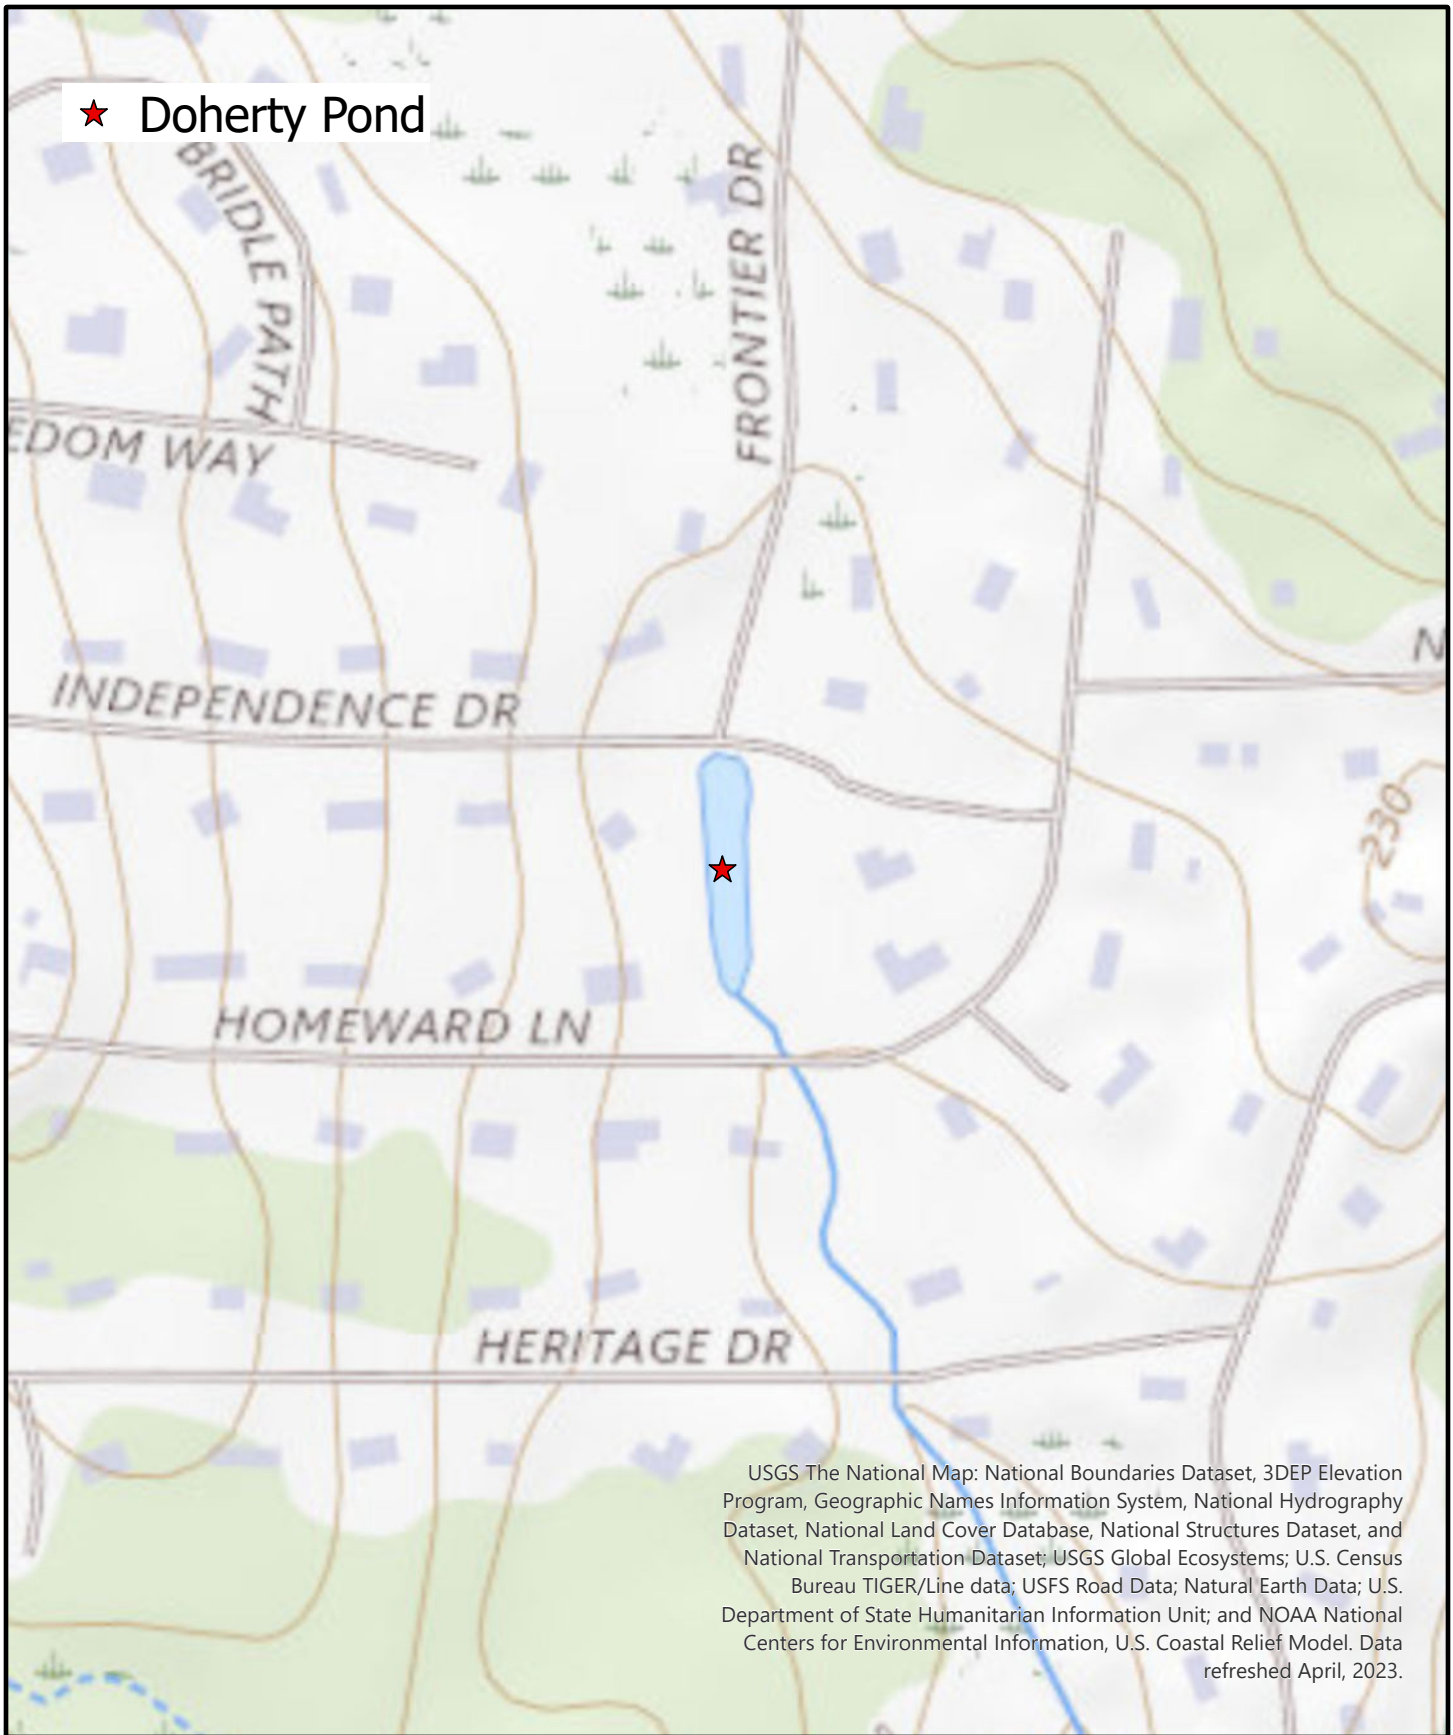 Doherty Pond
BRIDLE PATH
FRONTIER DR
EDOM WAY
N
INDEPENDENCE DR
230
HOMEWARD LN
HERITAGE DR
USGS The National Map: National Boundaries Dataset, 3DEP Elevation
Program, Geographic Names Information System, National Hydrography
Dataset, National Land Cover Database, National Structures Dataset, and
National Transportation Dataset; USGS Global Ecosystems; U.S. Census
Bureau TIGER/Line data; USFS Road Data; Natural Earth Data; U.S.
Department of State Humanitarian Information Unit; and NOAA National
Centers for Environmental Information, U.S. Coastal Relief Model. Data
refreshed April, 2023.